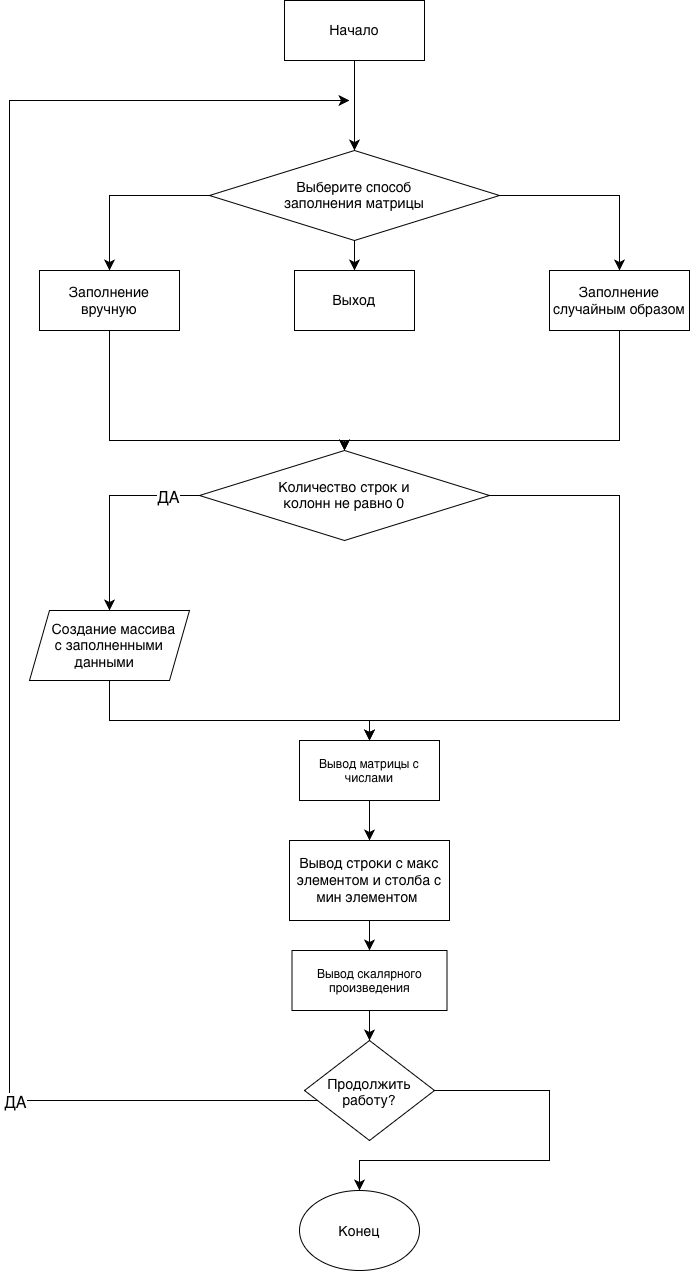 Начало
Выберите способ
заполнения матрицы
Заполнение
вручную
Выход
Заполнение
случайным образом
Количество строк и
колонн не равно 0
ДА
Создание массива
с заполненными
данными
Вывод матрицы с
числами
Вывод строки с макс
элементом и столба с
мин элементом
Вывод скалярного
произведения
Продолжить
работу?
ДА
Конец